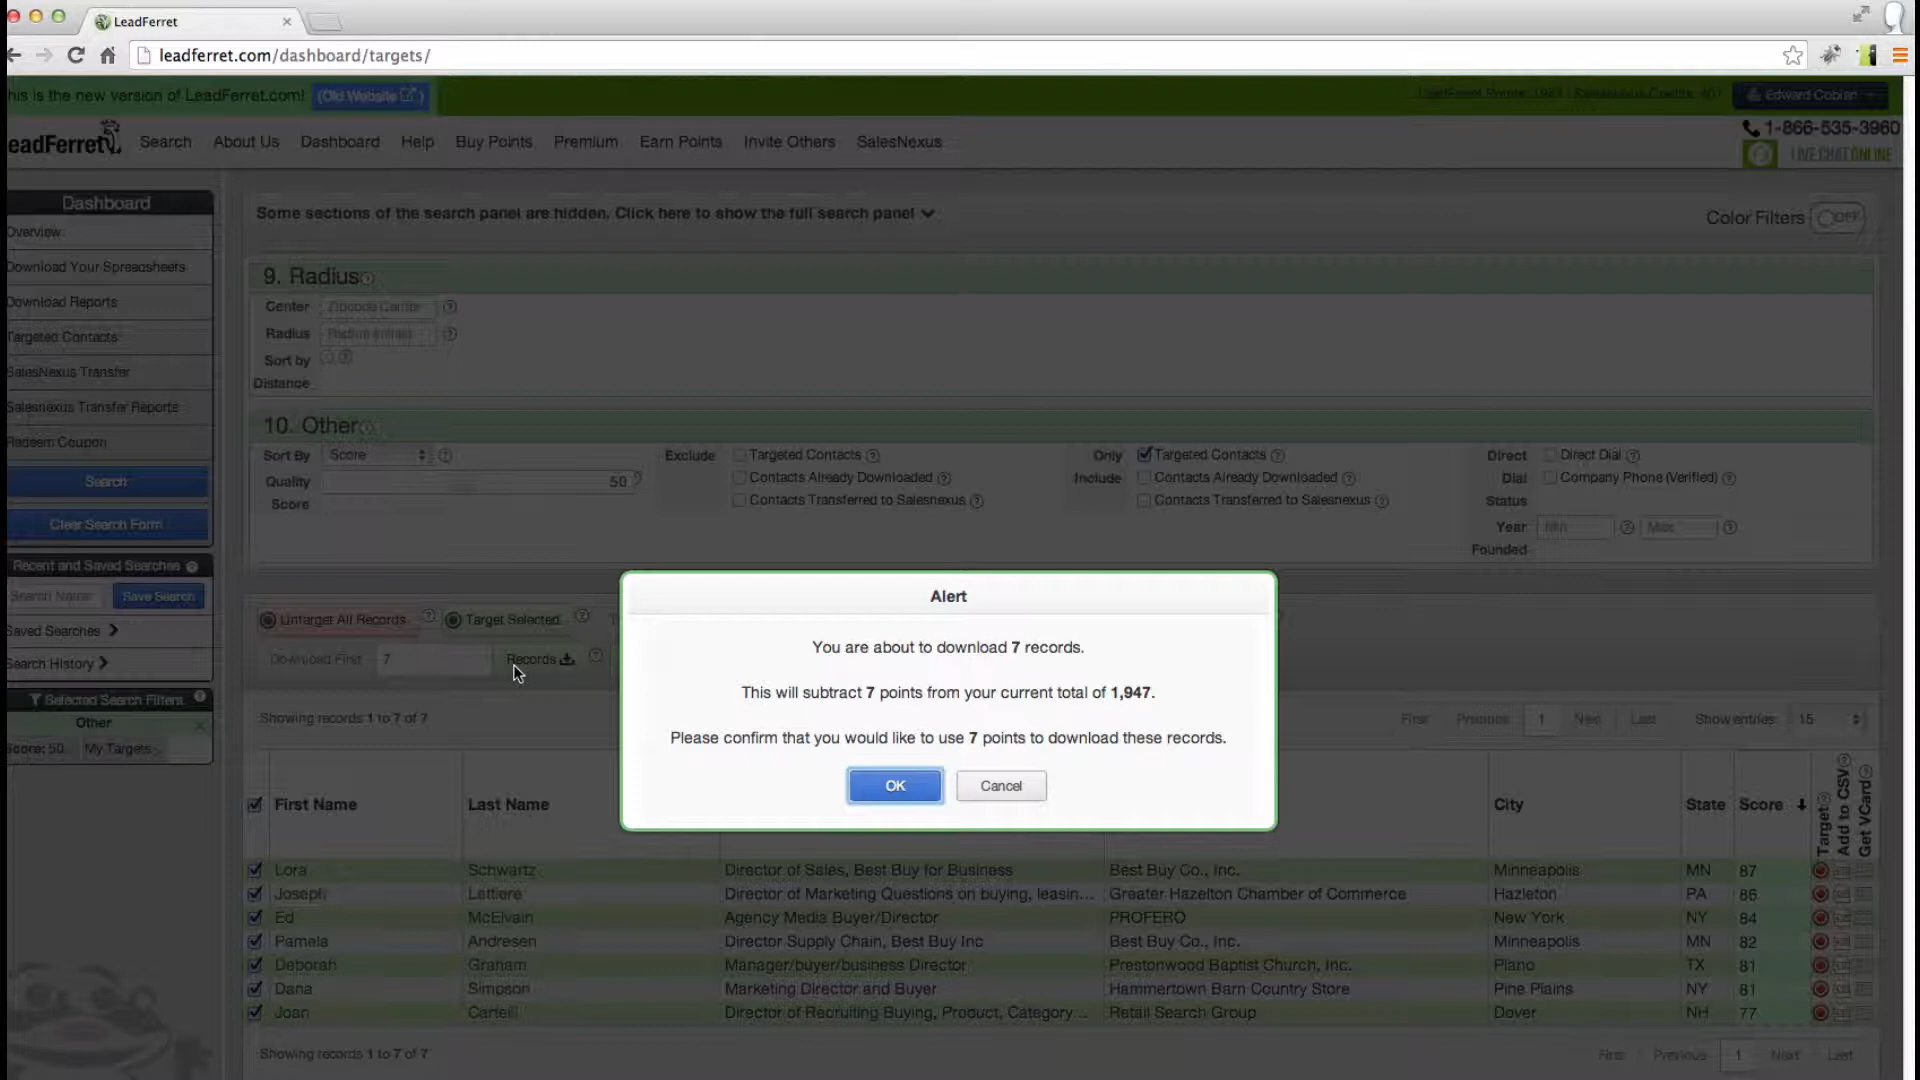 LeadFerret
leadferret.com/dashboard/targets/
his is the new version of LeadFerret.com! (Old Website)
Edward Cobian
eadFerret
Search About Us Dashboard Help Buy Points Premium Earn Points Invite Others SalesNexus
1-866-535-3960
LIVE CHAT ONLINE
Dashboard
Overview
Download Your Spreadsheets
Download Reports
Targeted Contacts
SalesNexus Transfer
Salesnexus Transfer Reports
Redeem Coupon
Search
Clear Search Form
Recent and Saved Searches
Search Name Save Search
Saved Searches
Search History
Selected Search Filters
Other
Score: 50 My Targets
Some sections of the search panel are hidden. Click here to show the full search panel
Color Filters OFF
9. Radius
Center Zipcode Center
Radius
Sort by
Distance
10. Other
Sort By Score
Quality 50
Score
Exclude Targeted Contacts
Contacts Already Downloaded
Contacts Transferred to Salesnexus
Only Targeted Contacts
Include Contacts Already Downloaded
Contacts Transferred to Salesnexus
Direct Direct Dial
Dial Company Phone (Verified)
Status
Year Min Max
Founded
Untarget All Records Target Selected
Download First 7 Records
Alert
You are about to download 7 records.
This will subtract 7 points from your current total of 1,947.
Please confirm that you would like to use 7 points to download these records.
OK Cancel
Showing records 1 to 7 of 7
First Previous 1 Next Last Show entries: 15
First Name Last Name City State Score Target Add to CSV Get VCard
Lora Schwartz Director of Sales, Best Buy for Business Best Buy Co., Inc. Minneapolis MN 87
Joseph Lettiere Director of Marketing Questions on buying, leasin... Greater Hazelton Chamber of Commerce Hazleton PA 86
Ed McElvain Agency Media Buyer/Director PROFERO New York NY 84
Pamela Andresen Director Supply Chain, Best Buy Inc Best Buy Co., Inc. Minneapolis MN 82
Deborah Graham Manager/buyer/business Director Prestonwood Baptist Church, Inc. Plano TX 81
Dana Simpson Marketing Director and Buyer Hammertown Barn Country Store Pine Plains NY 81
Joan Director of Recruiting Buying, Product, Category... Retail Search Group Dover NH 77
Showing records 1 to 7 of 7
First Previous 1 Next Last